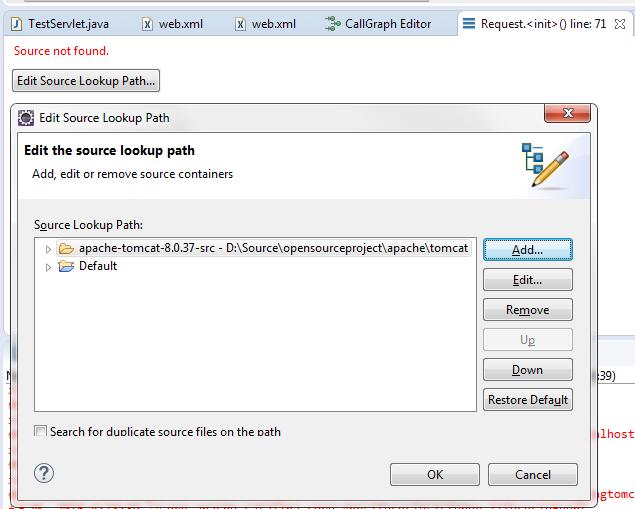 TestServlet.java web.xml web.xml CallGraph Editor Request.<init>() line: 71
Source not found.
Edit Source Lookup Path...
Edit Source Lookup Path
Edit the source lookup path
Add, edit or remove source containers
Source Lookup Path:
apache-tomcat-8.0.37-src - D:\Source\opensourceproject\apache\tomcat
Default
Add...
Edit...
Remove
Up
Down
Restore Default
:39)
Search for duplicate source files on the path
alhost
OK
Cancel
ngtomc